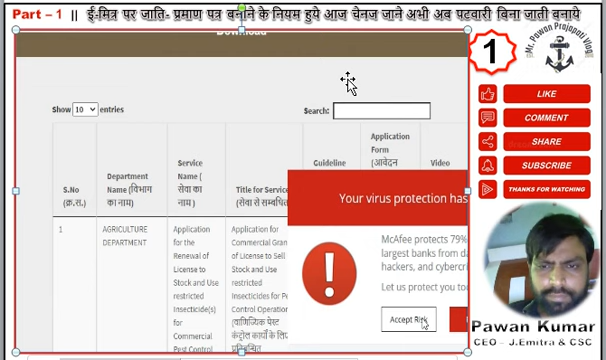 Part – 1 || ई-मित्र पर जाति- प्रमाण पत्र बनाने के नियम हुये आज चेनज जाने अभी अब पटवारी बिना जाती बनाये
Download
1
Mr. Pawan Prajapati Vlog
Show 10 entries
Search:
S.No (क्र.स.)
Department Name (विभाग का नाम)
Service Name ( सेवा का नाम )
Title for Service (सेवा से सम्बंधित
Guideline
Application Form (आवेदन
Video
1
AGRICULTURE DEPARTMENT
Application for the Renewal of License to Stock and Use restricted Insecticide(s) for Commercial Pest Control
Application for Commercial Gran of License to Sell Stock and Use restricted Insecticides for Pe Control Operation (वाणिज्यिक पेस्ट कंट्रोल कार्यों के लिए प्रतिबंधित
Your virus protection has
McAfee protects 79%
largest banks from da
hackers, and cybercri
Let us protect you too
Accept Risk
LIKE
COMMENT
SHARE
SUBSCRIBE
THANKS FOR WATCHING
Pawan Kumar
CEO – J.Emitra & CSC